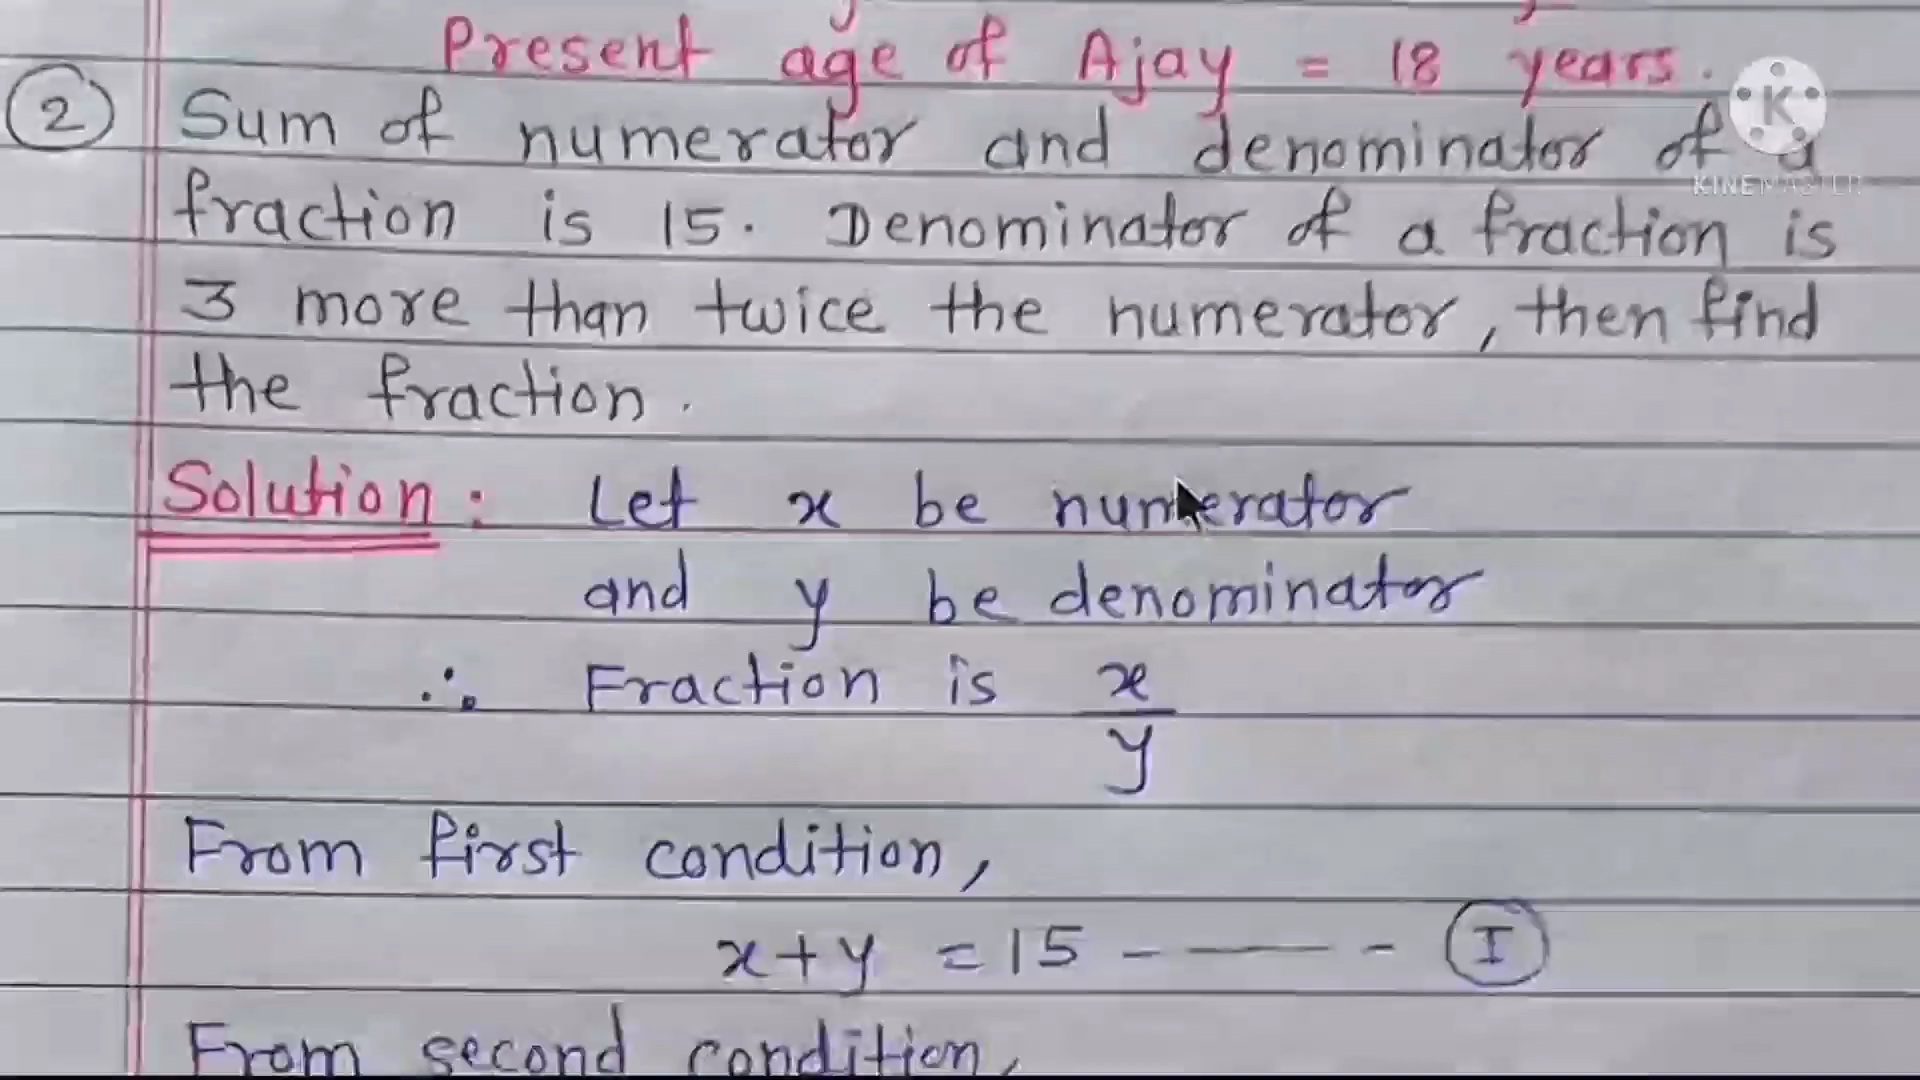 Present age of Ajay = 18 years.
② Sum of numerator and denominator of a
KINEMASTER
fraction is 15. Denominator of a fraction is
3 more than twice the numerator, then find
the fraction.
Solution: Let x be numerator
and y be denominator
∴ Fraction is x/y
From first condition,
x+y = 15 - —— - Ⓘ
From second condition,